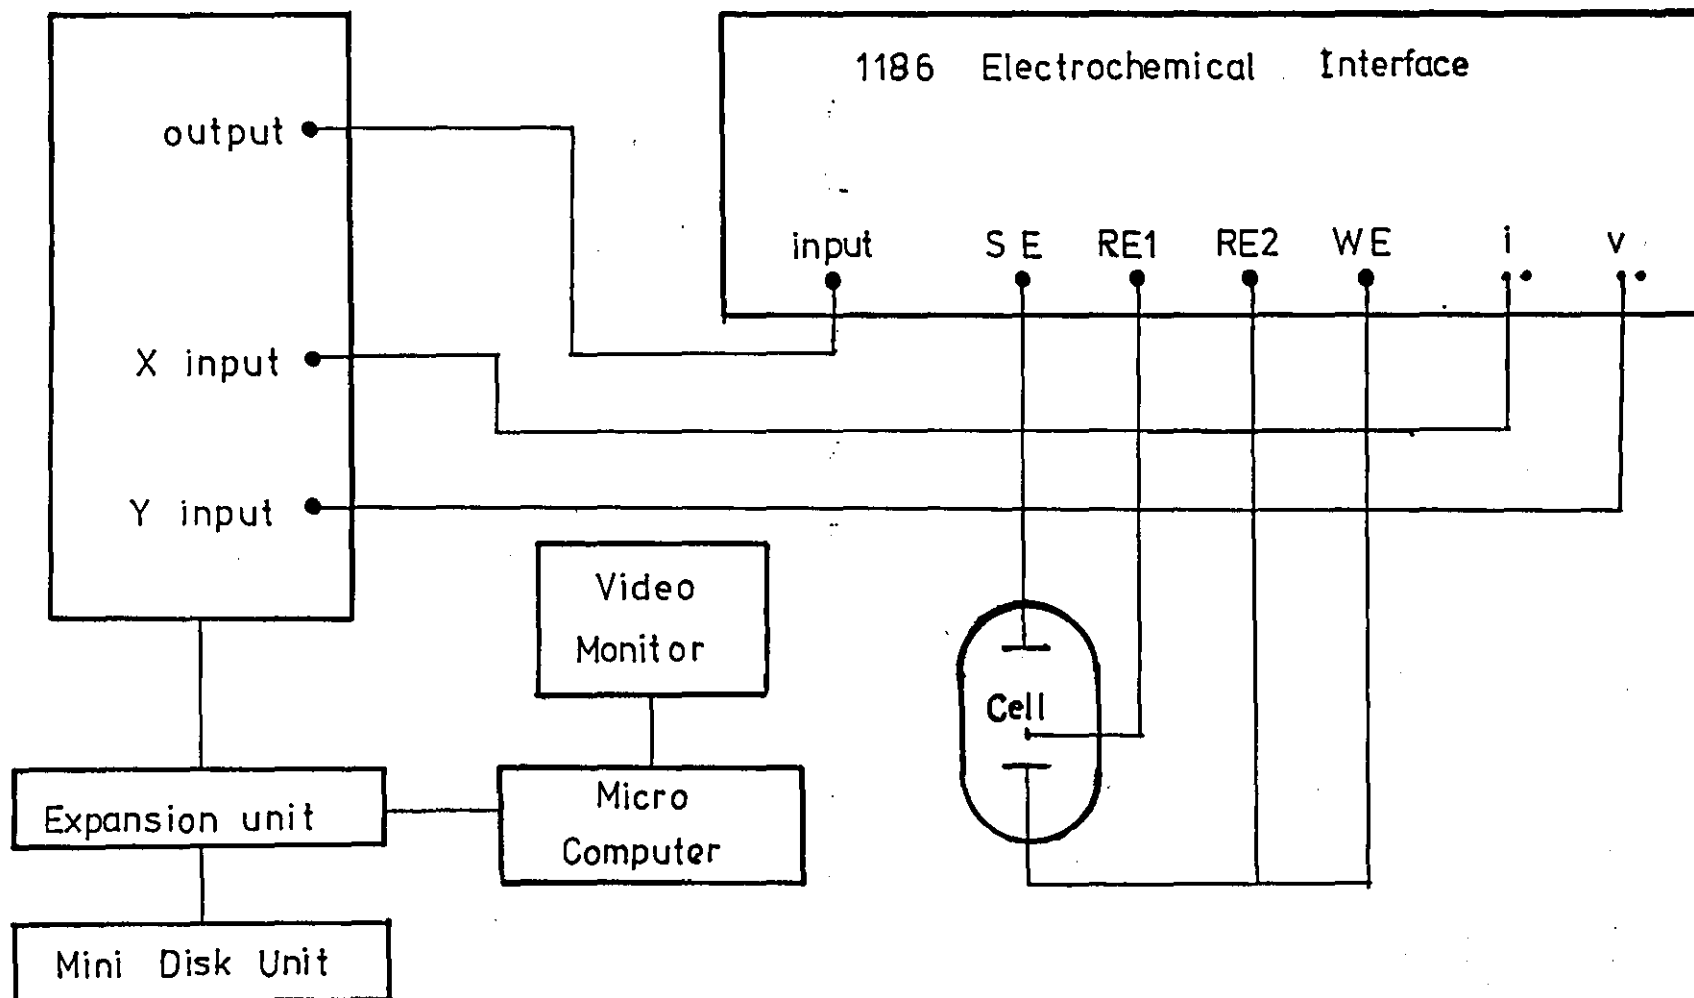 1186 Electrochemical Interface
output
input
SE
RE1
RE2
WE
i
v
X input
Y input
Video
Monitor
Cell
Micro
Computer
Expansion unit
Mini Disk Unit